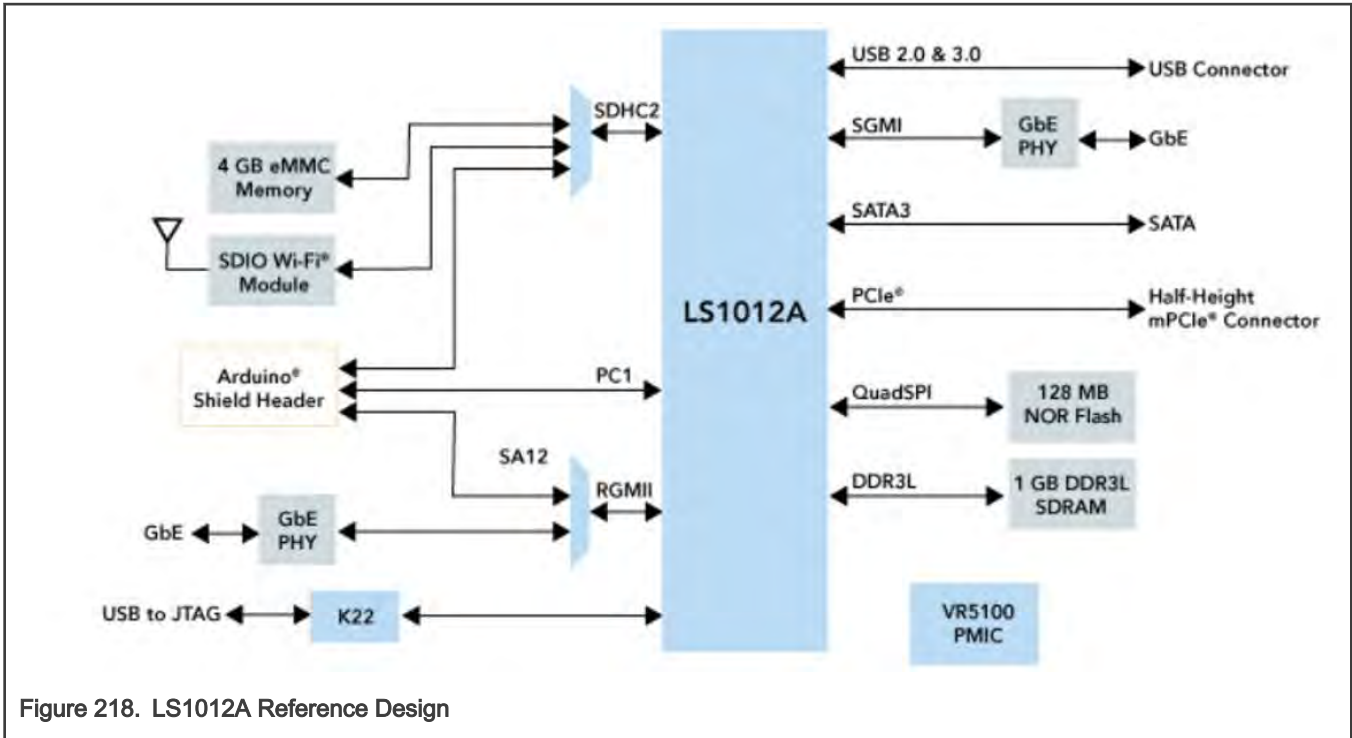 USB 2.0 & 3.0
USB Connector
SDHC2
SGMI
GbE
PHY
GbE
4 GB eMMC
Memory
SATA3
SATA
SDIO Wi-Fi®
Module
LS1012A
PCIe®
Half-Height
mPCIe® Connector
Arduino®
Shield Header
PC1
QuadSPI
128 MB
NOR Flash
SA12
RGMII
DDR3L
1 GB DDR3L
SDRAM
GbE
GbE
PHY
USB to JTAG
K22
VR5100
PMIC
Figure 218. LS1012A Reference Design